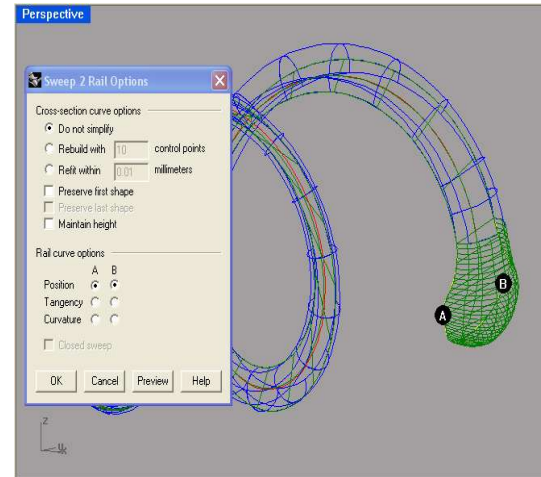 Perspective
Sweep 2 Rail Options
Cross-section curve options
Do not simplify
Rebuild with 10 control points
Refit within 0.01 millimeters
Preserve first shape
Preserve last shape
Maintain height
Rail curve options
A B
Position
Tangency
Curvature
Closed sweep
OK Cancel Preview Help
A
B
z